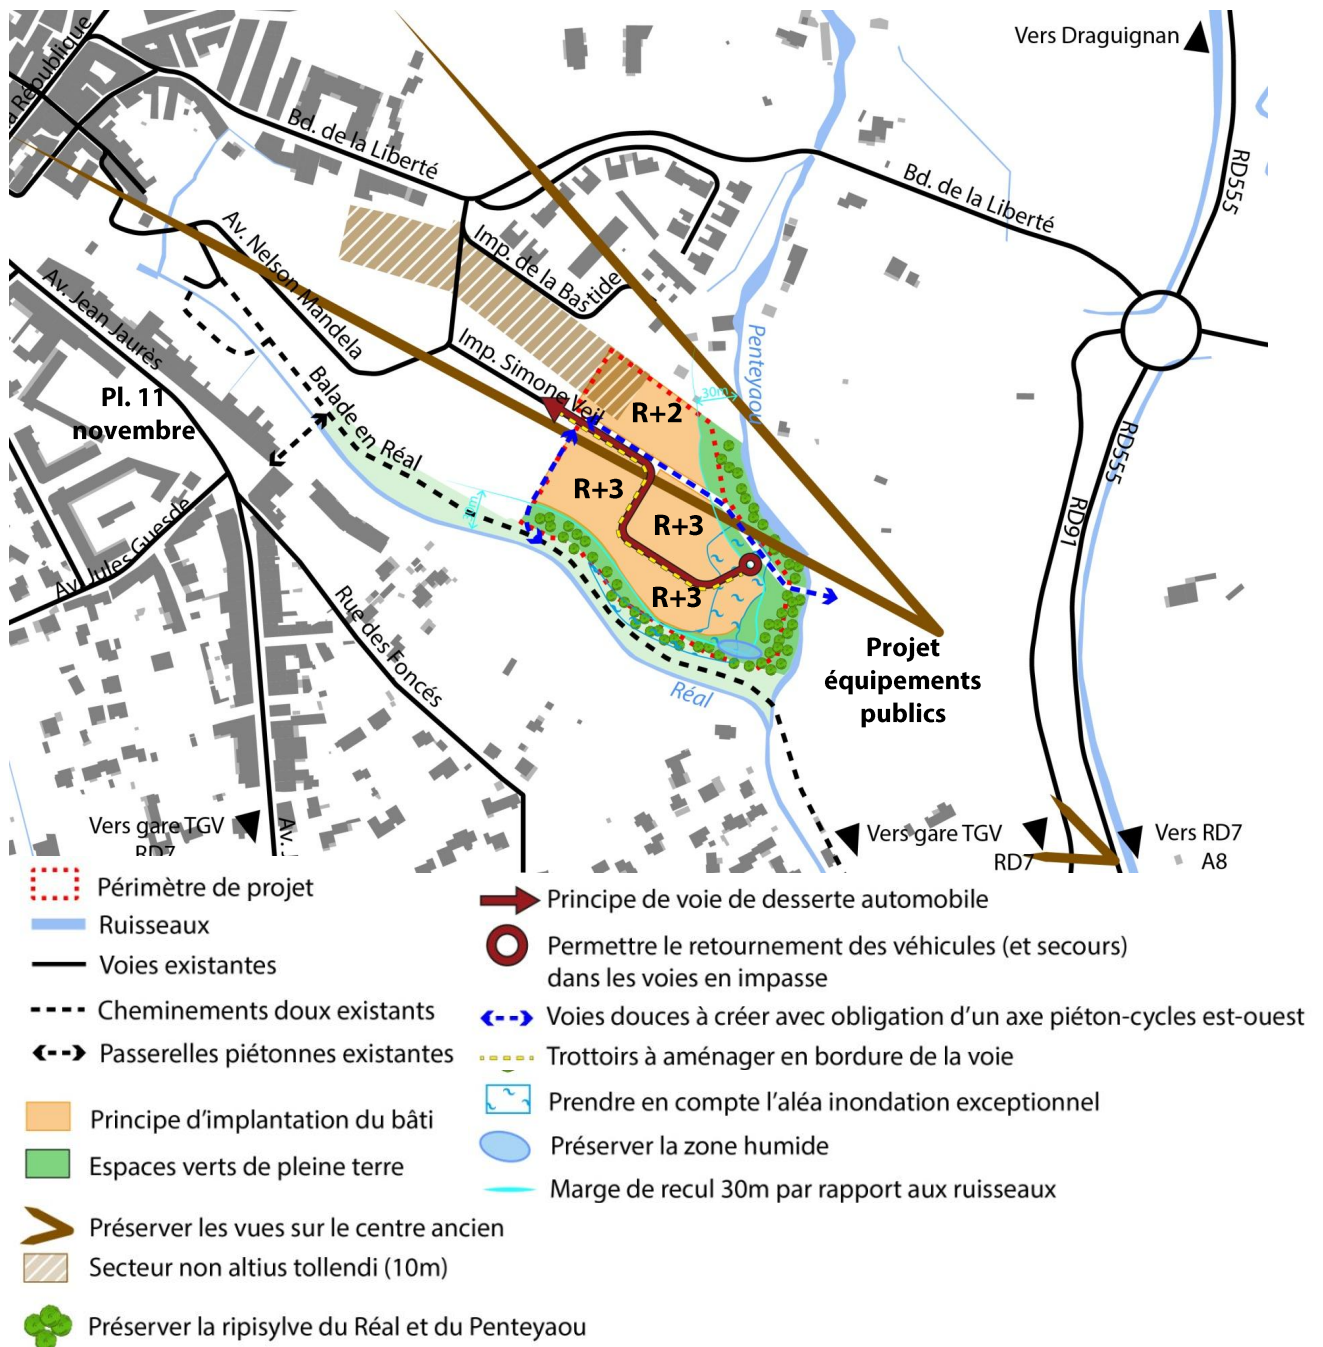 Vers Draguignan
la République
Bd. de la Liberté
Bd. de la Liberté
RD555
Av. Nelson Mandela
Imp. de la Bastide
Av. Jean Jaurès
Imp. Simone Veil
Penteyaou
30m
Pl. 11
novembre
Balade en Réal
R+2
R+3
R+3
R+3
RD555
RD91
Av. Jules Guesde
Rue des Foncés
Réal
Projet
équipements
publics
Vers gare TGV
RD7
Av. J
Vers gare TGV
RD7
Vers RD7
A8
Périmètre de projet
Ruisseaux
Voies existantes
Cheminements doux existants
Passerelles piétonnes existantes
Principe d'implantation du bâti
Espaces verts de pleine terre
Préserver les vues sur le centre ancien
Secteur non altius tollendi (10m)
Préserver la ripisylve du Réal et du Penteyaou
Principe de voie de desserte automobile
Permettre le retournement des véhicules (et secours)
dans les voies en impasse
Voies douces à créer avec obligation d'un axe piéton-cycles est-ouest
Trottoirs à aménager en bordure de la voie
Prendre en compte l'aléa inondation exceptionnel
Préserver la zone humide
Marge de recul 30m par rapport aux ruisseaux